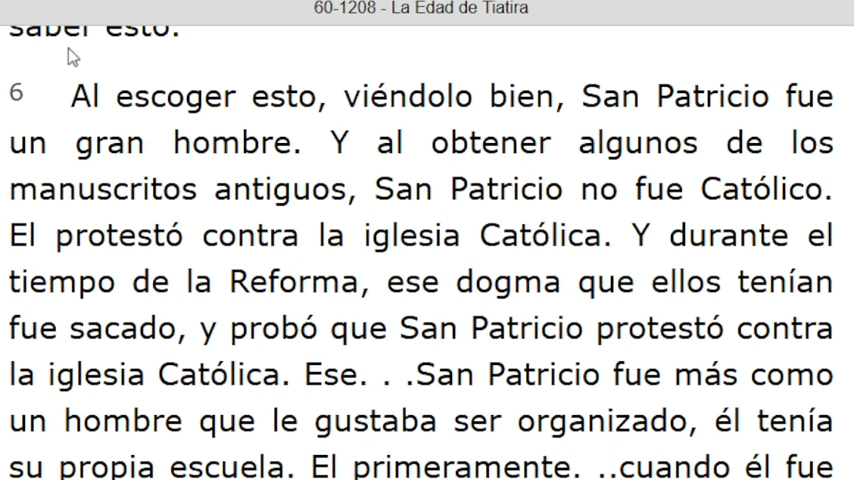 60-1208 - La Edad de Tiatira
saber esto.
6 Al escoger esto, viéndolo bien, San Patricio fue
un gran hombre. Y al obtener algunos de los
manuscritos antiguos, San Patricio no fue Católico.
El protestó contra la iglesia Católica. Y durante el
tiempo de la Reforma, ese dogma que ellos tenían
fue sacado, y probó que San Patricio protestó contra
la iglesia Católica. Ese. . .San Patricio fue más como
un hombre que le gustaba ser organizado, él tenía
su propia escuela. El primeramente. . .cuando él fue